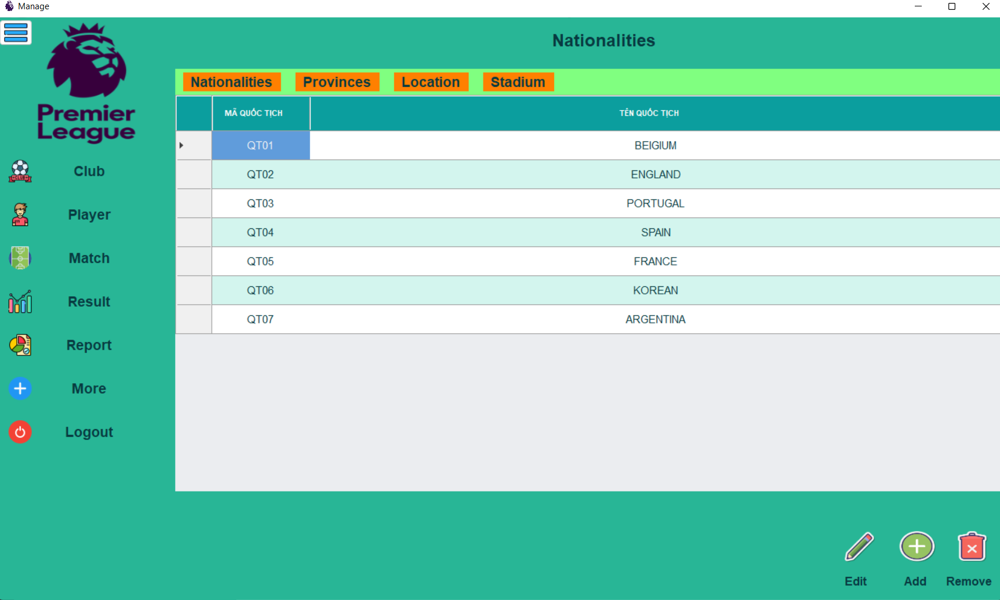 Manage
Nationalities
Premier
League
Nationalities Provinces Location Stadium
MÃ QUỐC TỊCH TÊN QUỐC TỊCH
QT01 BEIGIUM
QT02 ENGLAND
QT03 PORTUGAL
QT04 SPAIN
QT05 FRANCE
QT06 KOREAN
QT07 ARGENTINA
CLUB
Club
Player
Match
Result
Report
More
Logout
Edit Add Remove